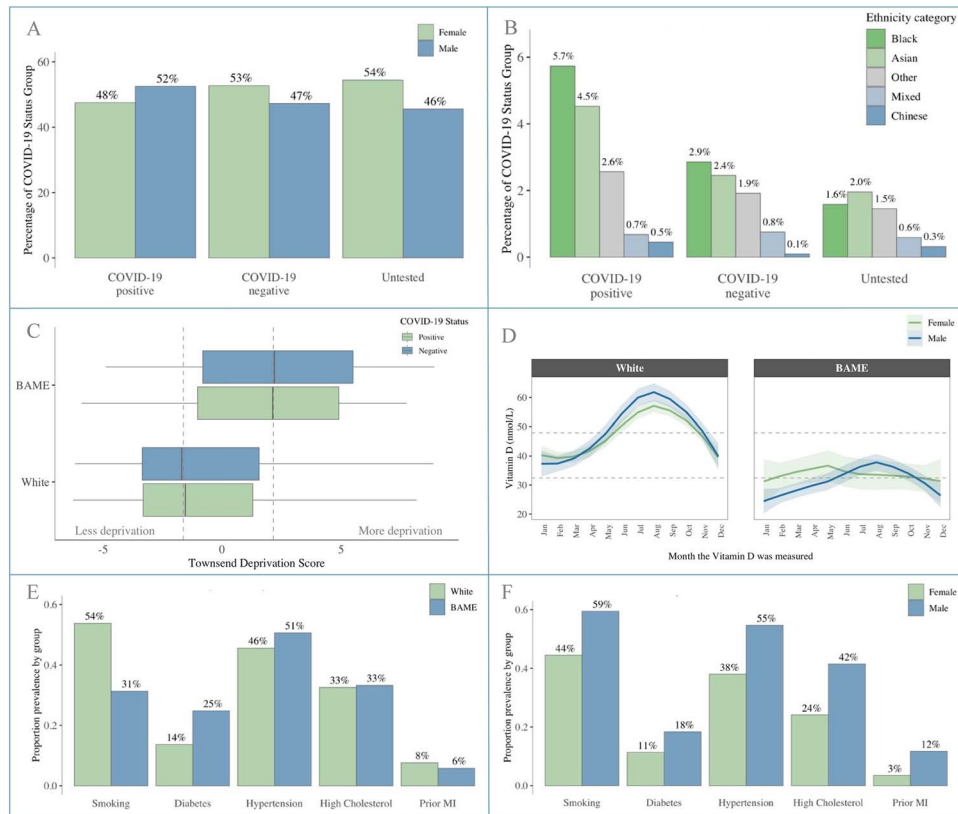 A
Female
Male
Percentage of COVID-19 Status Group
60
40
20
0
48%
52%
53%
47%
54%
46%
COVID-19
positive
COVID-19
negative
Untested
B
Ethnicity category
Black
Asian
Other
Mixed
Chinese
Percentage of COVID-19 Status Group
6
4
2
0
5.7%
4.5%
2.6%
0.7%
0.5%
2.9%
2.4%
1.9%
0.8%
0.1%
1.6%
2.0%
1.5%
0.6%
0.3%
COVID-19
positive
COVID-19
negative
Untested
C
COVID-19 Status
Positive
Negative
BAME
White
Less deprivation
More deprivation
-5
0
5
Townsend Deprivation Score
D
Female
Male
White
BAME
Vitamin D (nmol/L)
60
50
40
30
20
Jan
Feb
Mar
Apr
May
Jun
Jul
Aug
Sep
Oct
Nov
Dec
Jan
Feb
Mar
Apr
May
Jun
Jul
Aug
Sep
Oct
Nov
Dec
Month the Vitamin D was measured
E
White
BAME
Proportion prevalence by group
0.6
0.4
0.2
0.0
54%
31%
14%
25%
46%
51%
33%
33%
8%
6%
Smoking
Diabetes
Hypertension
High Cholesterol
Prior MI
F
Female
Male
Proportion prevalence by group
0.6
0.4
0.2
0.0
44%
59%
11%
18%
38%
55%
24%
42%
3%
12%
Smoking
Diabetes
Hypertension
High Cholesterol
Prior MI